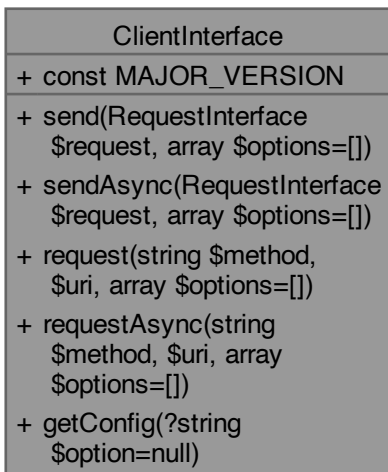 ClientInterface
+ const MAJOR_VERSION
+ send(RequestInterface
$request, array $options=[])
+ sendAsync(RequestInterface
$request, array $options=[])
+ request(string $method,
$uri, array $options=[])
+ requestAsync(string
$method, $uri, array
$options=[])
+ getConfig(?string
$option=null)